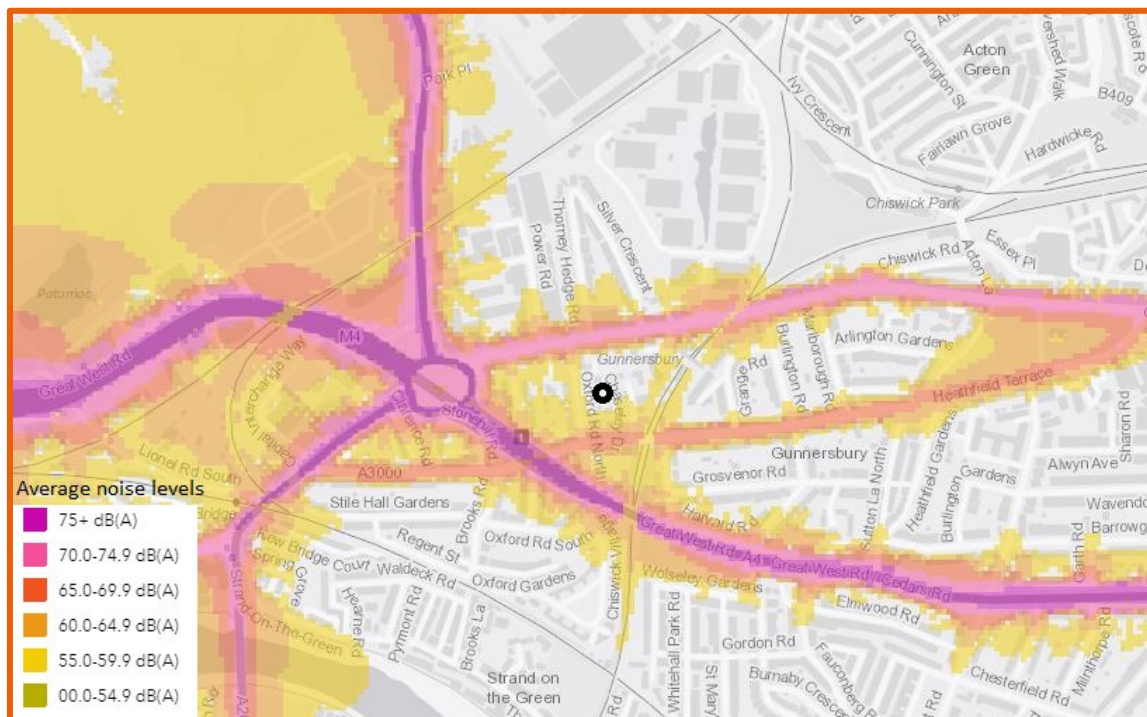 Park Pl
Ivy Crescent
Cunnington St
Acton
Green
B409
Fairlawn Grove
Hardwicke Rd
Chiswick Park
Acton La
Essex Pl
Chiswick Rd
Silver Crescent
Thorney Hedge Rd
Power Rd
Potomac
Great West Rd
M4
Gunnersbury
Arlington Gardens
Marlborough Rd
Burlington Rd
Grange
Rd
Heathfield Terrace
Oxford Rd North
Chaseley Dr
Capital Interchange Way
Clarence Rd
Stonehill Rd
1
Lionel Rd South
A3000
Gunnersbury
Grosvenor Rd
Sutton La North
Heathfield Gardens
Burlington
Gardens
Alwyn Ave
Sharon Rd
Average noise levels
75+ dB(A)
70.0-74.9 dB(A)
65.0-69.9 dB(A)
60.0-64.9 dB(A)
55.0-59.9 dB(A)
00.0-54.9 dB(A)
Bridge
Stile Hall Gardens
Brooks Rd
Regent St
Oxford Rd South
Harvard Rd
Great West Rd
A4
Great West Rd
Cedars Rd
Garth Rd
New Bridge Court
Waldeck Rd
Spring Grove
Oxford Gardens
Chiswick Village
Wolseley Gardens
Elmwood Rd
Strand-On-The-Green
Hearne Rd
Pyrmont Rd
Brooks La
Whitehall Park Rd
Gordon Rd
Milnthorpe Rd
Strand on
the Green
Fauconberg Rd
Chesterfield Rd